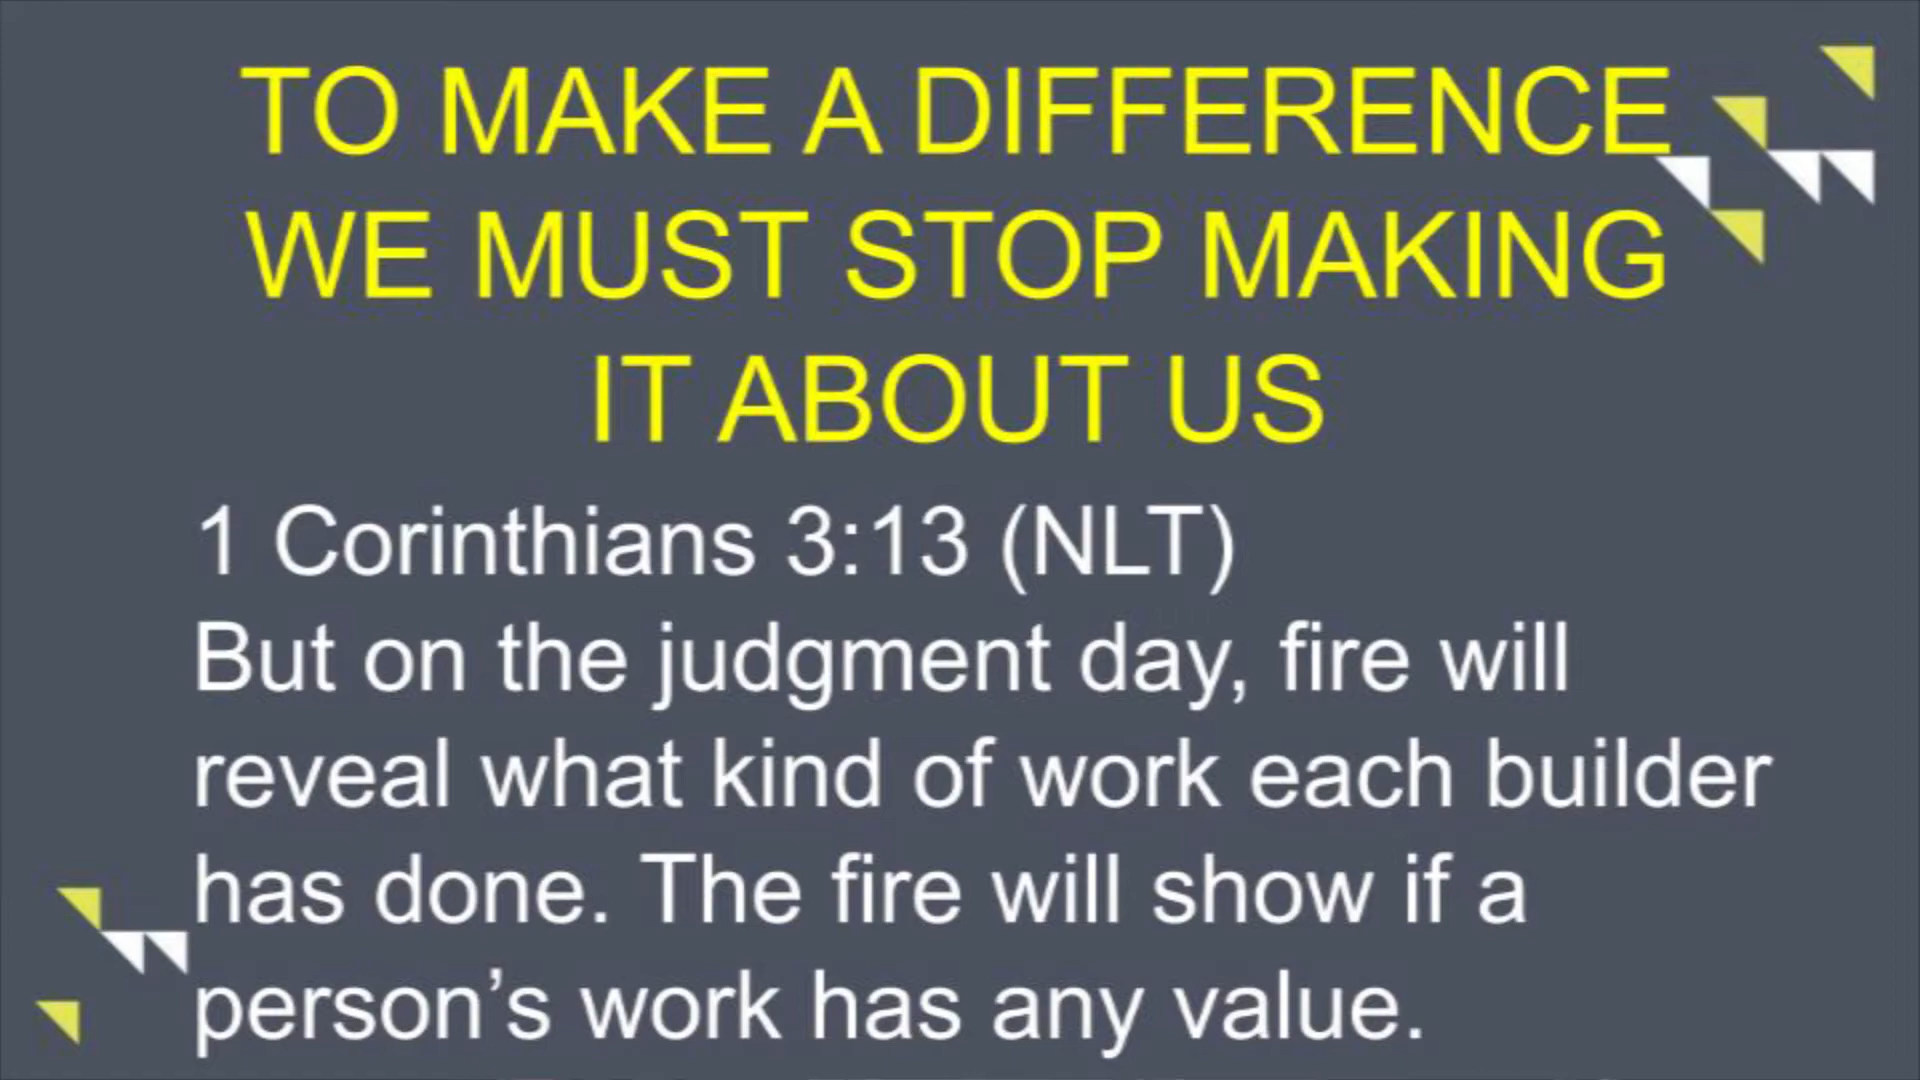 TO MAKE A DIFFERENCE
WE MUST STOP MAKING
IT ABOUT US
1 Corinthians 3:13 (NLT)
But on the judgment day, fire will
reveal what kind of work each builder
has done. The fire will show if a
person’s work has any value.